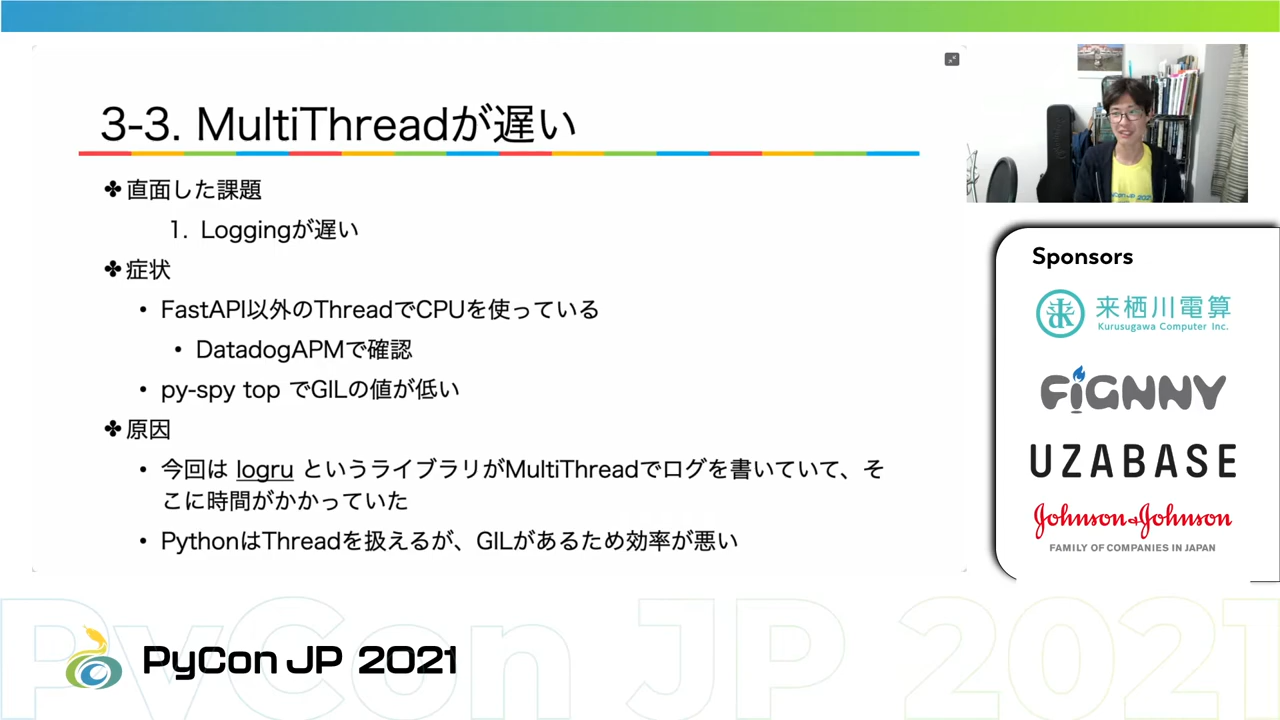 3-3. MultiThreadが遅い
✤直面した課題
1. Loggingが遅い
✤症状
• FastAPI以外のThreadでCPUを使っている
• DatadogAPMで確認
• py-spy top でGILの値が低い
✤原因
• 今回は logru というライブラリがMultiThreadでログを書いていて、そ
こに時間がかかっていた
• PythonはThreadを扱えるが、GILがあるため効率が悪い
Sponsors
来栖川電算
Kurusugawa Computer Inc.
FiGNNY
UZABASE
Johnson&Johnson
FAMILY OF COMPANIES IN JAPAN
PyCon JP 2021
PyCon JP 2021